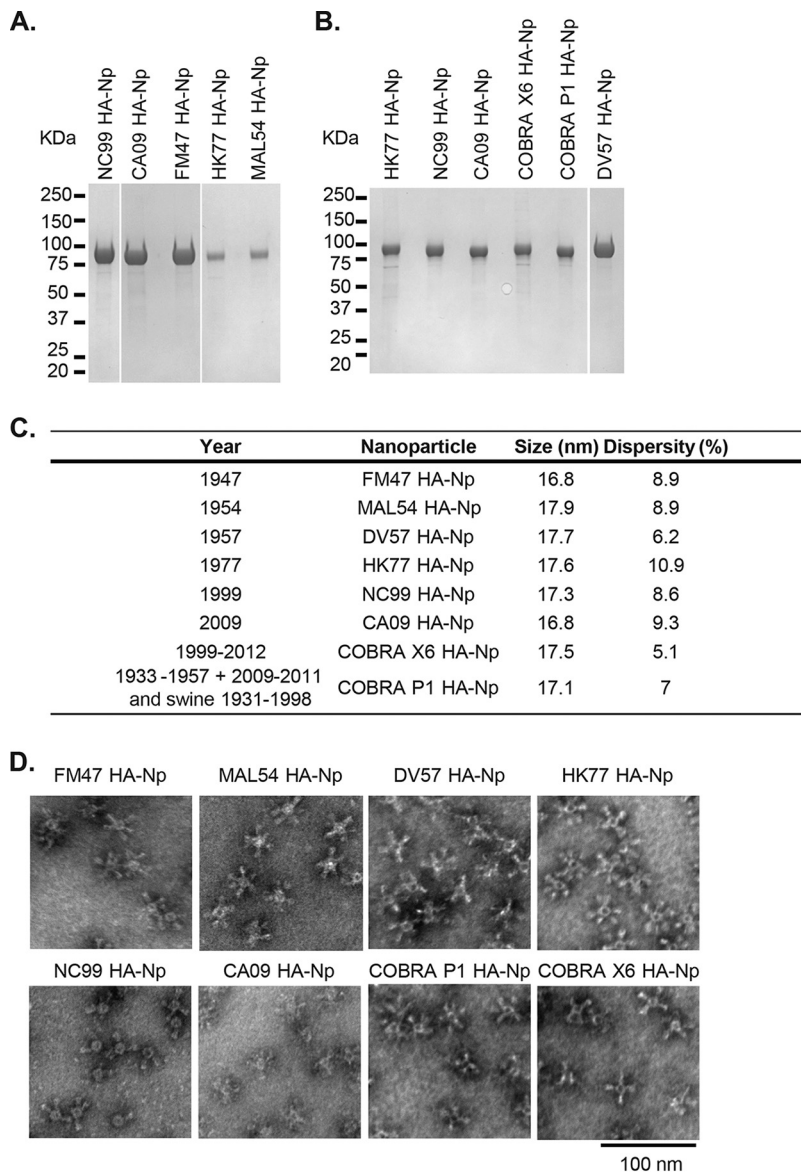 A.
KDa
NC99 HA-Np
CA09 HA-Np
FM47 HA-Np
HK77 HA-Np
MAL54 HA-Np
250
150
100
75
50
37
25
20
B.
KDa
HK77 HA-Np
NC99 HA-Np
CA09 HA-Np
COBRA X6 HA-Np
COBRA P1 HA-Np
DV57 HA-Np
250
150
100
75
50
37
25
20
C.
Year Nanoparticle Size (nm) Dispersity (%)
1947 FM47 HA-Np 16.8 8.9
1954 MAL54 HA-Np 17.9 8.9
1957 DV57 HA-Np 17.7 6.2
1977 HK77 HA-Np 17.6 10.9
1999 NC99 HA-Np 17.3 8.6
2009 CA09 HA-Np 16.8 9.3
1999-2012 COBRA X6 HA-Np 17.5 5.1
1933 -1957 + 2009-2011
and swine 1931-1998 COBRA P1 HA-Np 17.1 7
D.
FM47 HA-Np MAL54 HA-Np DV57 HA-Np HK77 HA-Np
NC99 HA-Np CA09 HA-Np COBRA P1 HA-Np COBRA X6 HA-Np
100 nm